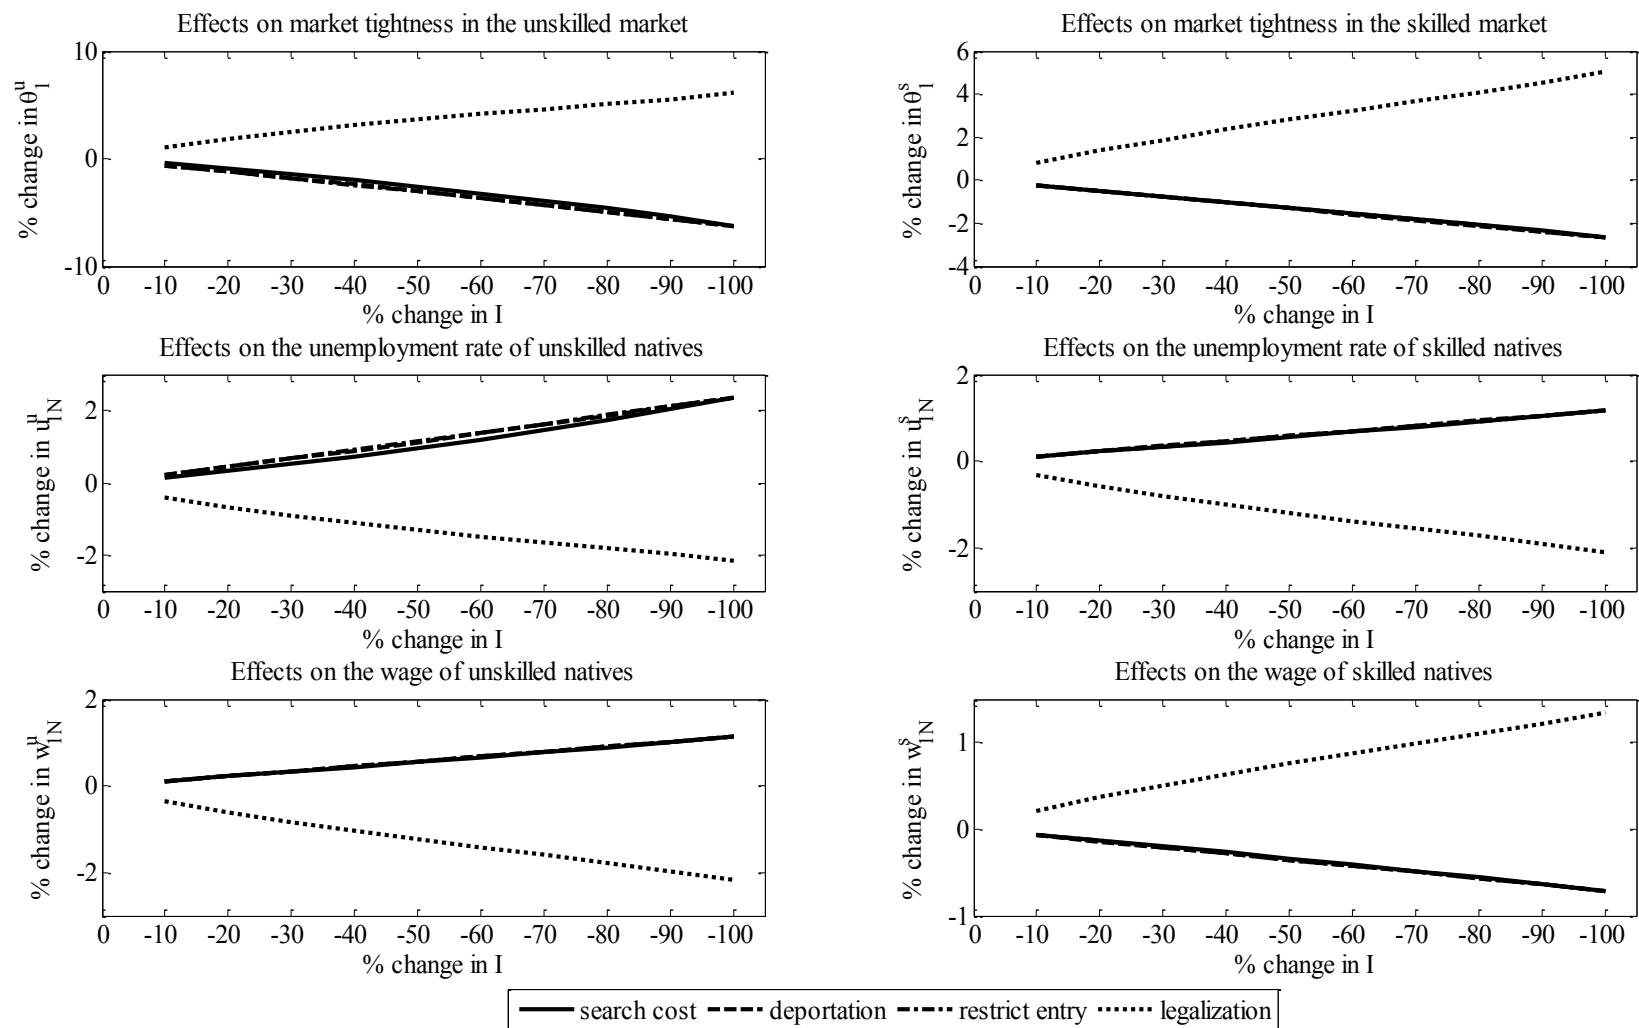 Effects on market tightness in the unskilled market
10
0
-10
% change in θ₁ᵘ
0 -10 -20 -30 -40 -50 -60 -70 -80 -90 -100
% change in I
Effects on market tightness in the skilled market
6
4
2
0
-2
-4
% change in θ₁ˢ
0 -10 -20 -30 -40 -50 -60 -70 -80 -90 -100
% change in I
Effects on the unemployment rate of unskilled natives
2
0
-2
% change in u₁Nᵘ
0 -10 -20 -30 -40 -50 -60 -70 -80 -90 -100
% change in I
Effects on the unemployment rate of skilled natives
2
0
-2
% change in u₁Nˢ
0 -10 -20 -30 -40 -50 -60 -70 -80 -90 -100
% change in I
Effects on the wage of unskilled natives
2
0
-2
% change in w₁Nᵘ
0 -10 -20 -30 -40 -50 -60 -70 -80 -90 -100
% change in I
Effects on the wage of skilled natives
1
0
-1
% change in w₁Nˢ
0 -10 -20 -30 -40 -50 -60 -70 -80 -90 -100
% change in I
search cost deportation restrict entry legalization